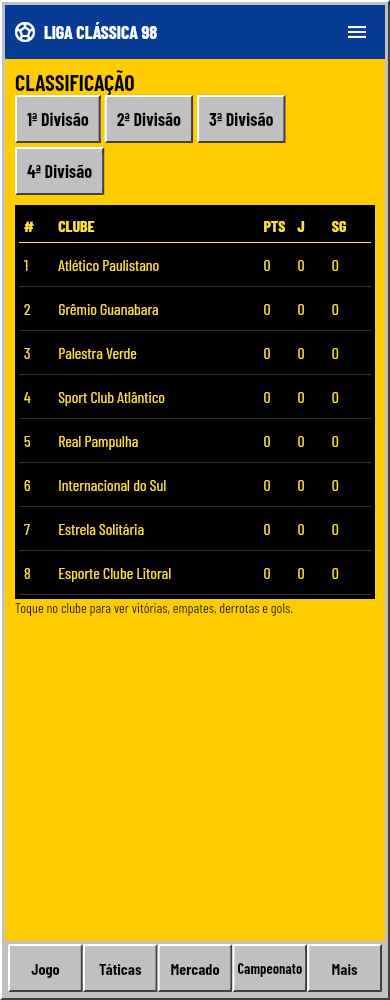 LIGA CLÁSSICA 98
CLASSIFICAÇÃO
1ª Divisão 2ª Divisão 3ª Divisão
4ª Divisão
# CLUBE PTS J SG
1 Atlético Paulistano 0 0 0
2 Grêmio Guanabara 0 0 0
3 Palestra Verde 0 0 0
4 Sport Club Atlântico 0 0 0
5 Real Pampulha 0 0 0
6 Internacional do Sul 0 0 0
7 Estrela Solitária 0 0 0
8 Esporte Clube Litoral 0 0 0
Toque no clube para ver vitórias, empates, derrotas e gols.
Jogo Táticas Mercado Campeonato Mais